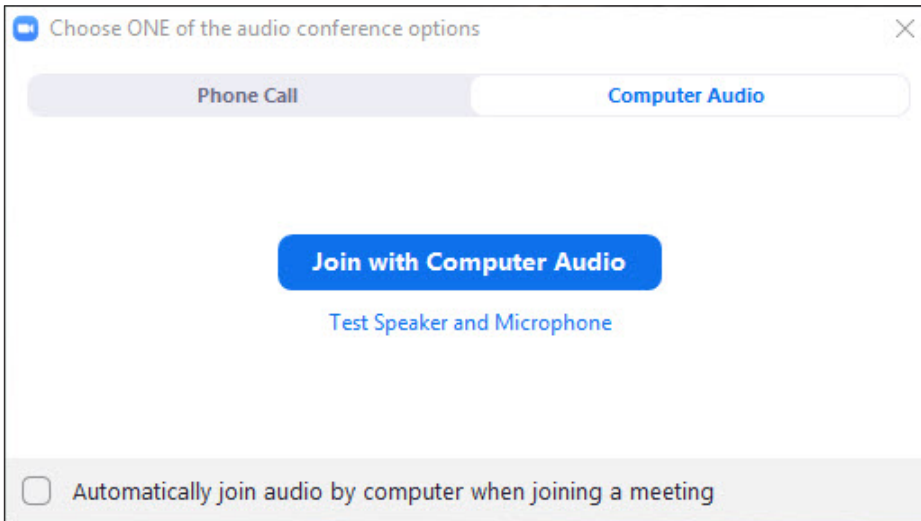 Choose ONE of the audio conference options
Phone Call
Computer Audio
Join with Computer Audio
Test Speaker and Microphone
Automatically join audio by computer when joining a meeting